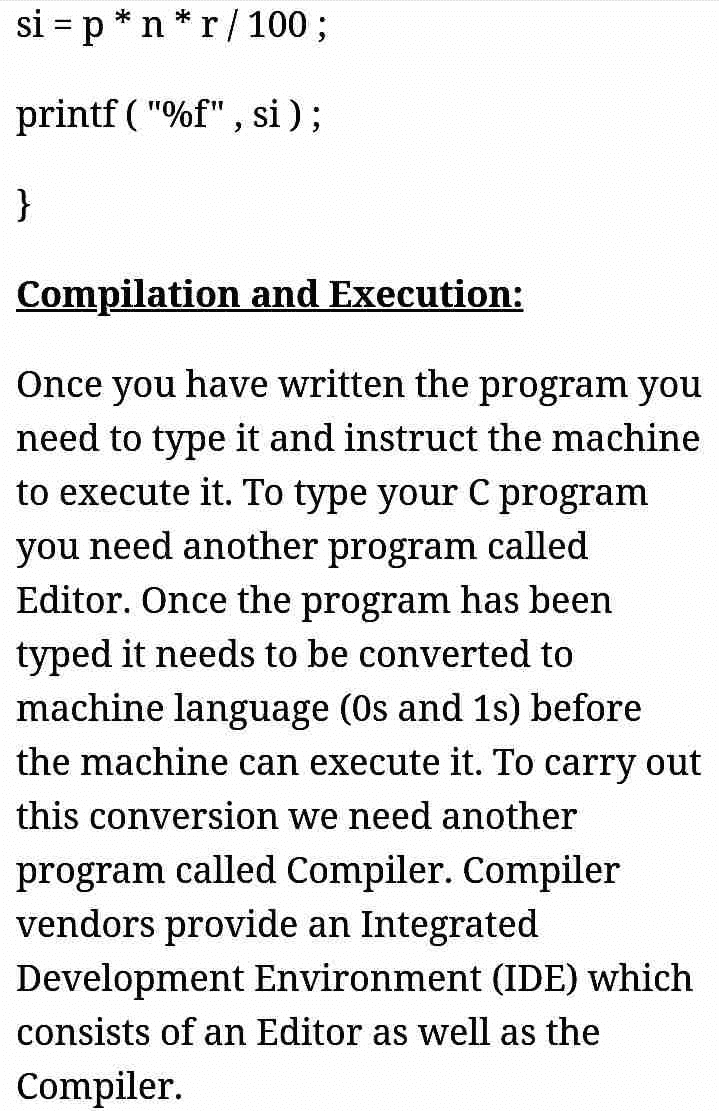 si = p * n * r / 100 ;
printf ( "%f" , si ) ;
}
Compilation and Execution:
Once you have written the program you
need to type it and instruct the machine
to execute it. To type your C program
you need another program called
Editor. Once the program has been
typed it needs to be converted to
machine language (0s and 1s) before
the machine can execute it. To carry out
this conversion we need another
program called Compiler. Compiler
vendors provide an Integrated
Development Environment (IDE) which
consists of an Editor as well as the
Compiler.